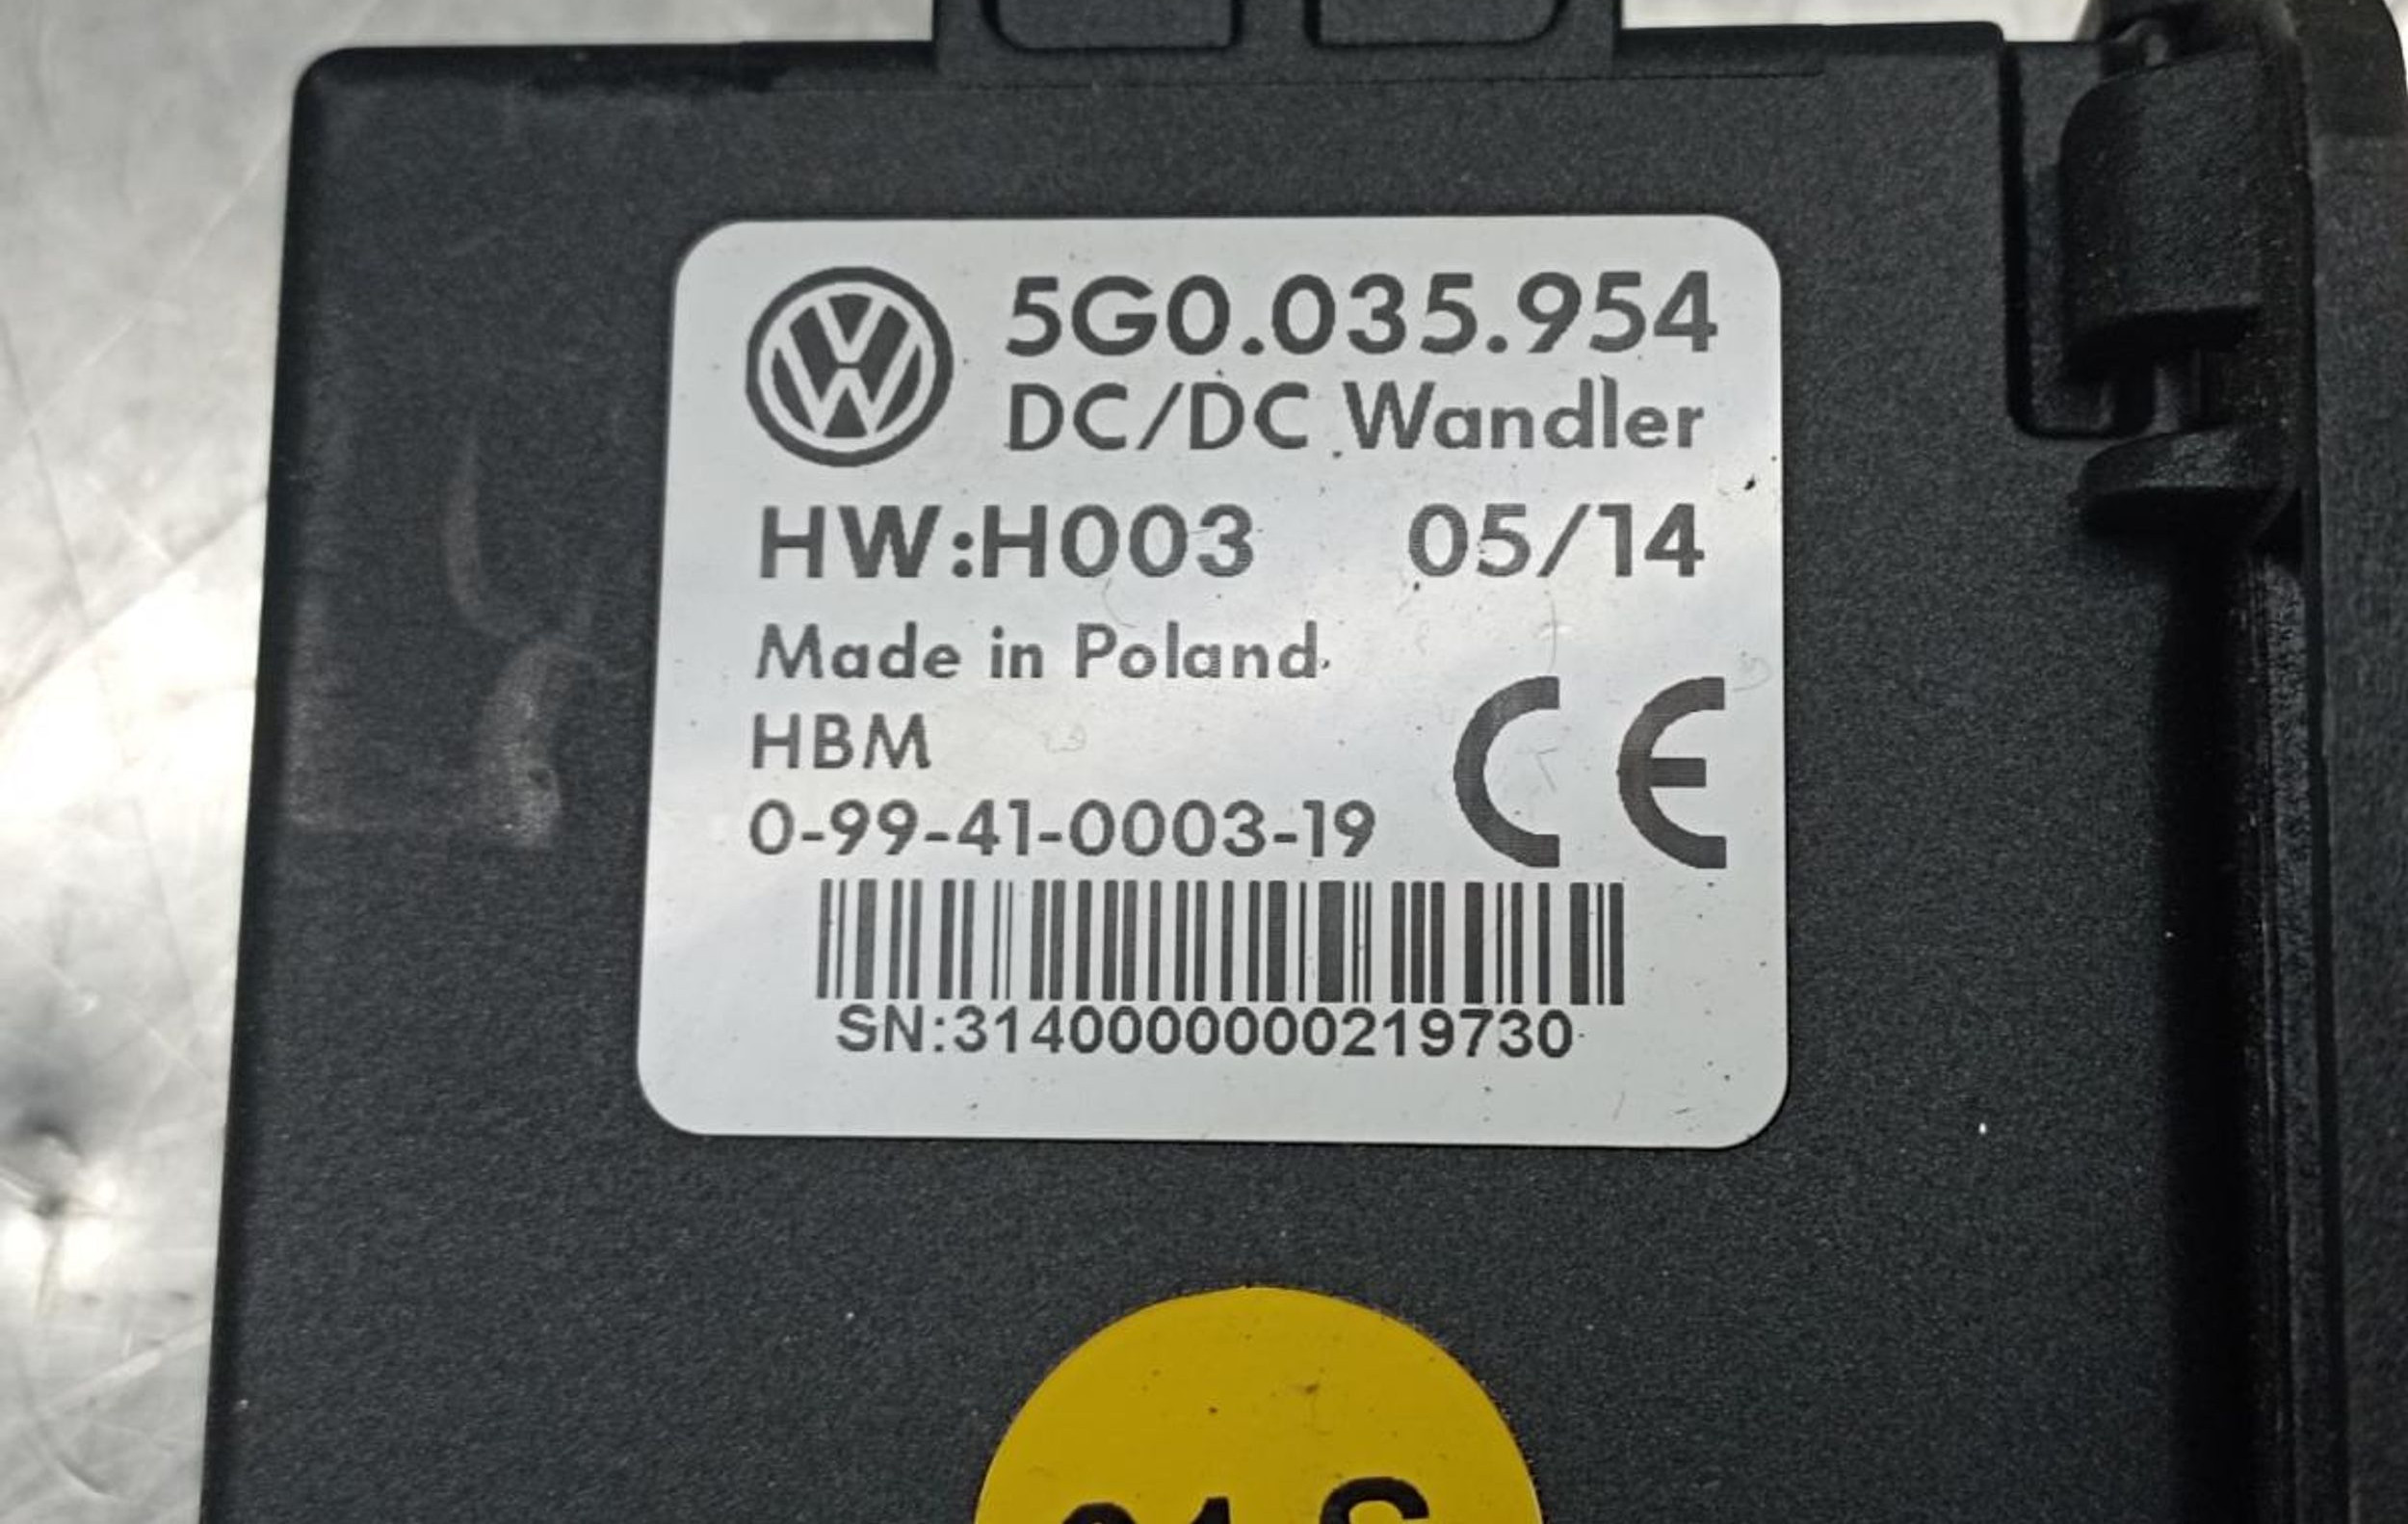 5G0.035.954
DC/DC Wandler
HW:H003 05/14
Made in Poland
HBM
0-99-41-0003-19
CE
SN:3140000000219730